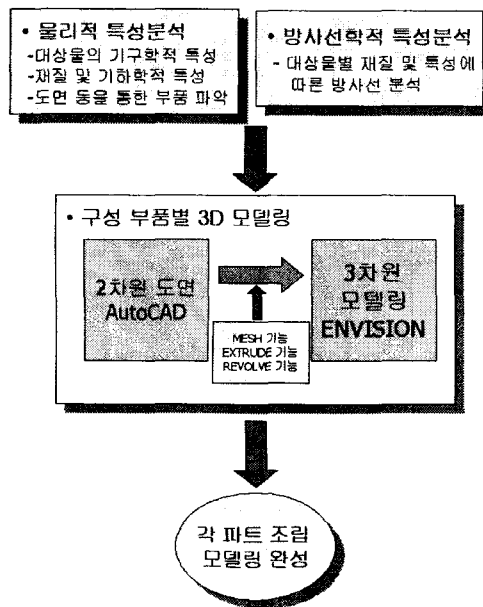 • 물리적 특성분석
-대상물의 기구학적 특성
-재질 및 기하학적 특성
-도면 등을 통한 부품 파악
• 방사선학적 특성분석
- 대상물별 재질 및 특성에
따른 방사선 분석
• 구성 부품별 3D 모델링
2차원 도면
AutoCAD
MESH 기능
EXTRUDE 기능
REVOLVE 기능
3차원
모델링
ENVISION
각 파트 조립
모델링 완성